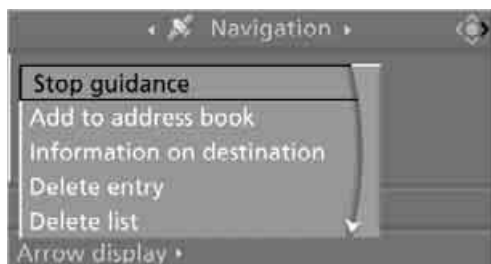 Navigation
Stop guidance
Add to address book
Information on destination
Delete entry
Delete list
Arrow display